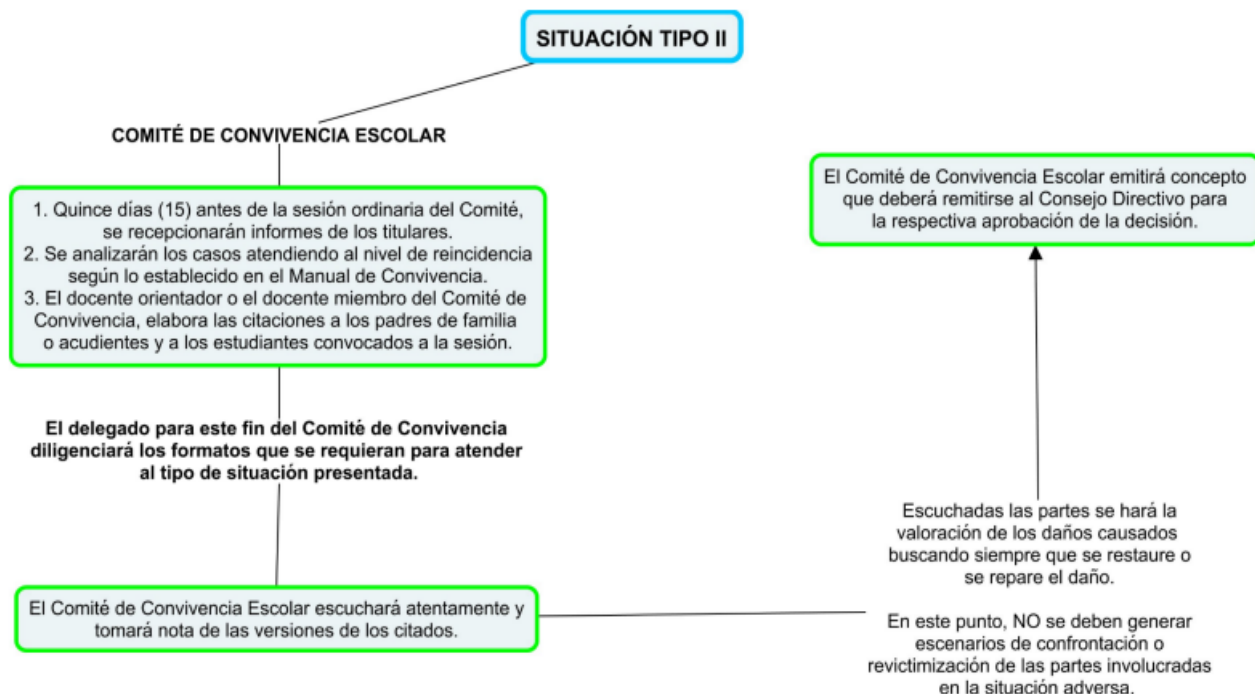 SITUACIÓN TIPO II
COMITÉ DE CONVIVENCIA ESCOLAR
1. Quince días (15) antes de la sesión ordinaria del Comité,
se recepcionarán informes de los titulares.
2. Se analizarán los casos atendiendo al nivel de reincidencia
según lo establecido en el Manual de Convivencia.
3. El docente orientador o el docente miembro del Comité de
Convivencia, elabora las citaciones a los padres de familia
o acudientes y a los estudiantes convocados a la sesión.
El delegado para este fin del Comité de Convivencia
diligenciará los formatos que se requieran para atender
al tipo de situación presentada.
El Comité de Convivencia Escolar escuchará atentamente y
tomará nota de las versiones de los citados.
Escuchadas las partes se hará la
valoración de los daños causados
buscando siempre que se restaure o
se repare el daño.
En este punto, NO se deben generar
escenarios de confrontación o
revictimización de las partes involucradas
en la situación adversa.
El Comité de Convivencia Escolar emitirá concepto
que deberá remitirse al Consejo Directivo para
la respectiva aprobación de la decisión.